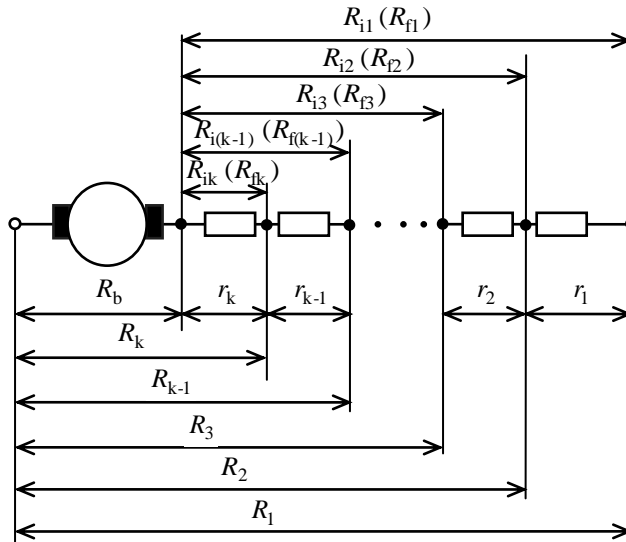 R_i1 (R_f1)
R_i2 (R_f2)
R_i3 (R_f3)
R_i(k-1) (R_f(k-1))
R_ik (R_fk)
R_b r_k r_k-1 r_2 r_1
R_k
R_k-1
R_3
R_2
R_1